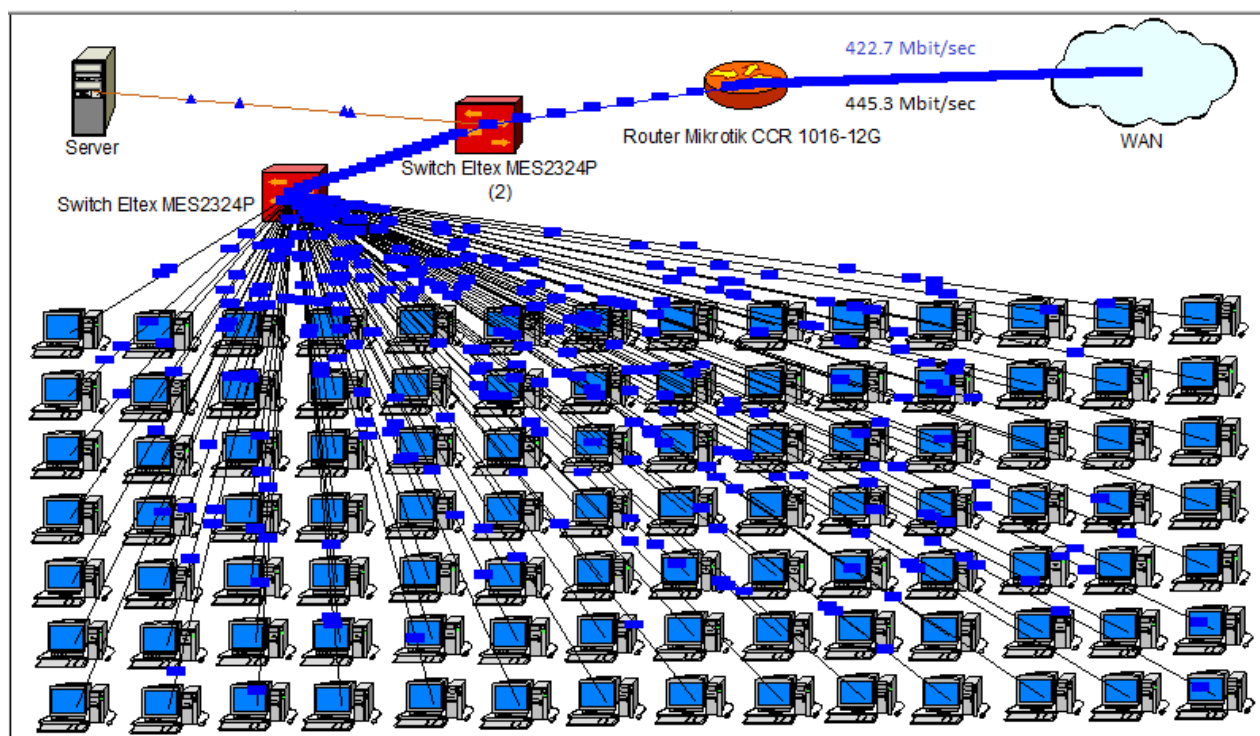 422.7 Mbit/sec
445.3 Mbit/sec
WAN
Server
Router Mikrotik CCR 1016-12G
Switch Eltex MES2324P
(2)
Switch Eltex MES2324P